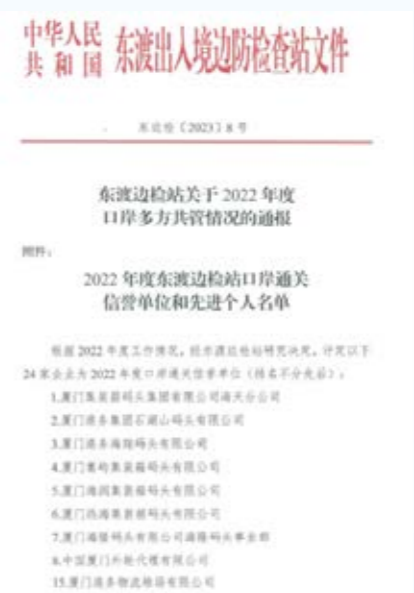 中华人民
共和国
东渡出入境边防检查站文件
东边检〔2023〕8号
东渡边检站关于2022年度
口岸多方共管情况的通报
附件：
2022年度东渡边检站口岸通关
信誉单位和先进个人名单
根据2022年度工作情况，经东渡边检站研究决定，评定以下
24家企业为2022年度口岸通关信誉单位（排名不分先后）：
1.厦门集装箱码头集团有限公司海天分公司
2.厦门港务集团石湖山码头有限公司
3.厦门港务海陆码头有限公司
4.厦门嵩屿集装箱码头有限公司
5.厦门海润集装箱码头有限公司
6.厦门远海集装箱码头有限公司
7.厦门海隆码头有限公司海隆码头事业部
8.中国厦门外轮代理有限公司
15.厦门港务物流保税有限公司